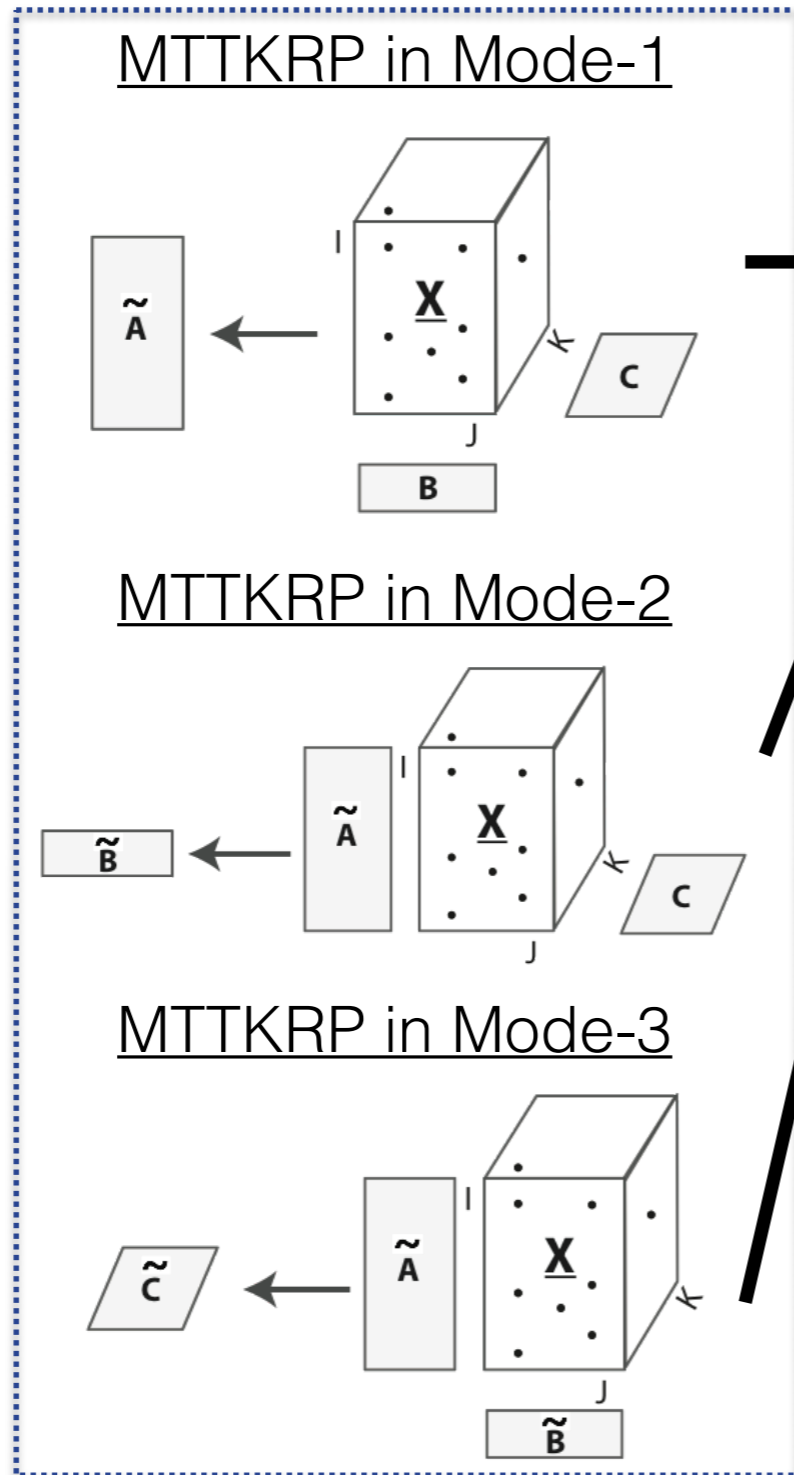 MTTKRP in Mode-1
I
Ã
X
K
C
J
B
MTTKRP in Mode-2
I
Ã
X
B̃
K
C
J
MTTKRP in Mode-3
I
Ã
X
C̃
K
J
B̃